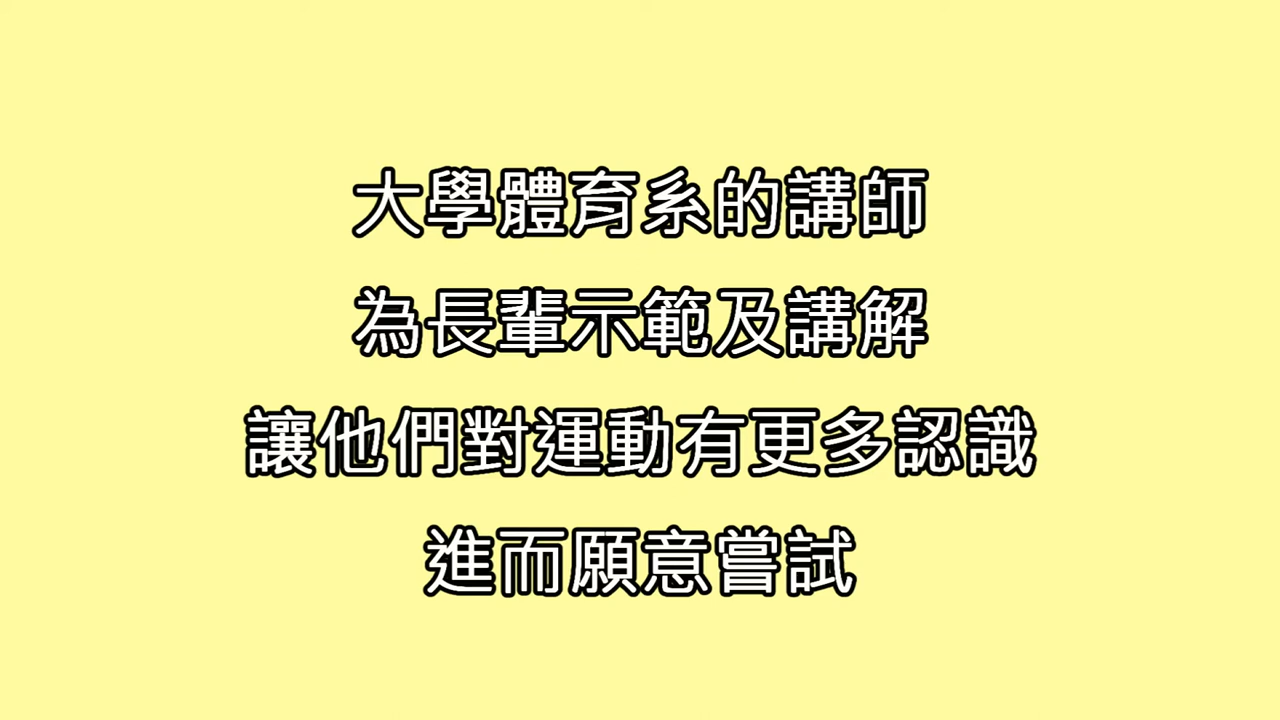 大學體育系的講師
為長輩示範及講解
讓他們對運動有更多認識
進而願意嘗試